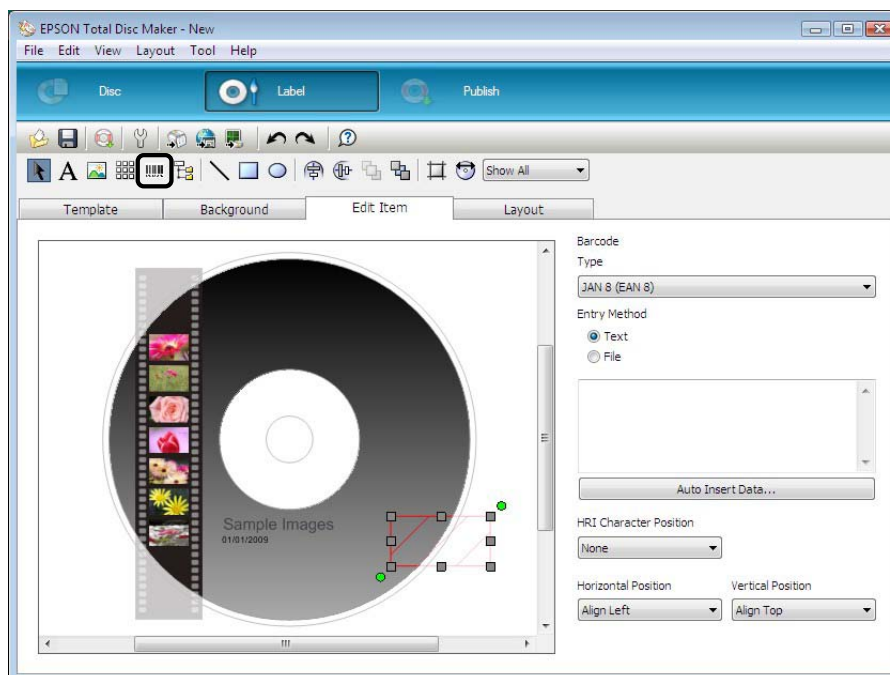 EPSON Total Disc Maker - New
File Edit View Layout Tool Help
Disc Label Publish
A Show All
Template Background Edit Item Layout
Barcode
Type
JAN 8 (EAN 8)
Entry Method
Text
File
Auto Insert Data...
HRI Character Position
None
Horizontal Position Vertical Position
Align Left Align Top
Sample Images
01/01/2009